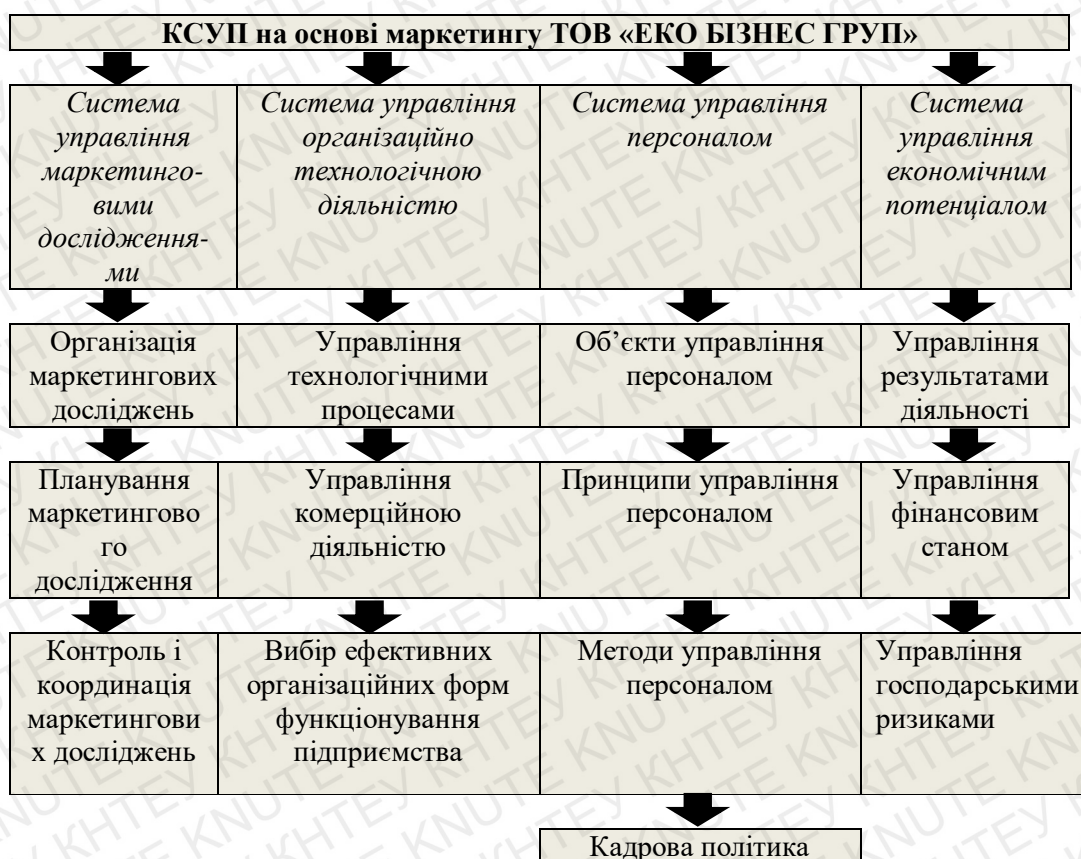 КСУП на основі маркетингу ТОВ «ЕКО БІЗНЕС ГРУП»
Система
управління
маркетинго-
вими
дослідження-
ми
Система управління
організаційно
технологічною
діяльністю
Система управління
персоналом
Система
управління
економічним
потенціалом
Організація
маркетингових
досліджень
Управління
технологічними
процесами
Об’єкти управління
персоналом
Управління
результатами
діяльності
Планування
маркетингово
го
дослідження
Управління
комерційною
діяльністю
Принципи управління
персоналом
Управління
фінансовим
станом
Контроль і
координація
маркетингови
х досліджень
Вибір ефективних
організаційних форм
функціонування
підприємства
Методи управління
персоналом
Управління
господарськими
ризиками
Кадрова політика